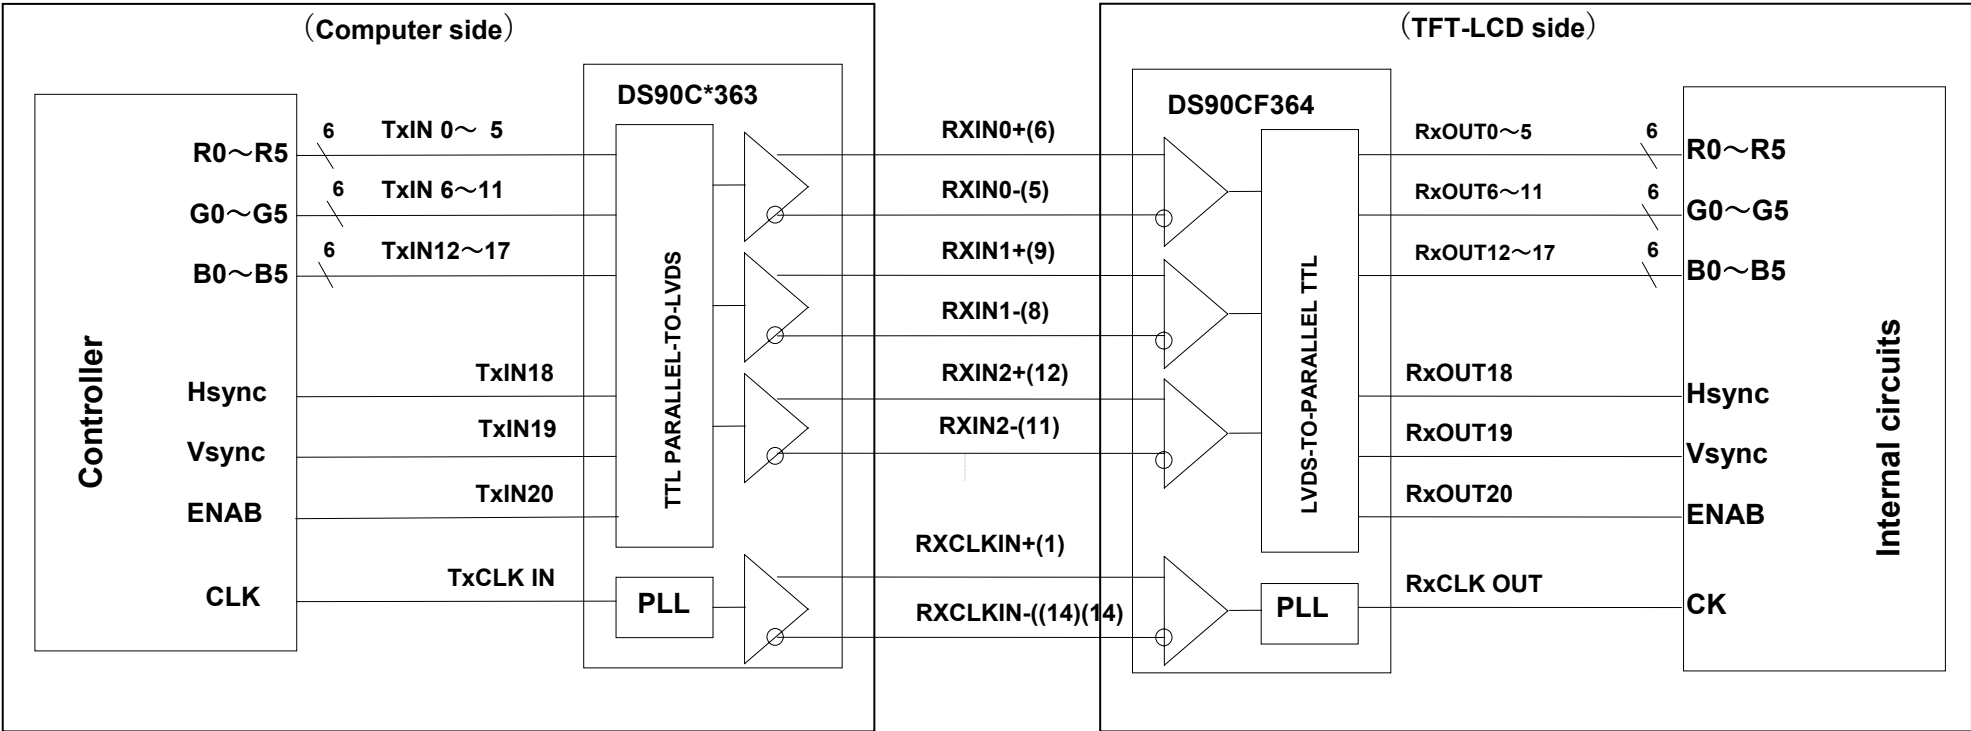 （Computer side）
（TFT-LCD side）
DS90C*363
DS90CF364
6
TxIN 0～ 5
R0～R5
6
TxIN 6～11
G0～G5
6
TxIN12～17
B0～B5
Controller
Hsync
TxIN18
Vsync
TxIN19
ENAB
TxIN20
CLK
TxCLK IN
TTL PARALLEL-TO-LVDS
PLL
RXIN0+(6)
RXIN0-(5)
RXIN1+(9)
RXIN1-(8)
RXIN2+(12)
RXIN2-(11)
RXCLKIN+(1)
RXCLKIN-((14)(14)
LVDS-TO-PARALLEL TTL
PLL
RxOUT0～5
6
R0～R5
RxOUT6～11
6
G0～G5
RxOUT12～17
6
B0～B5
RxOUT18
Hsync
RxOUT19
Vsync
RxOUT20
ENAB
RxCLK OUT
CK
Internal circuits